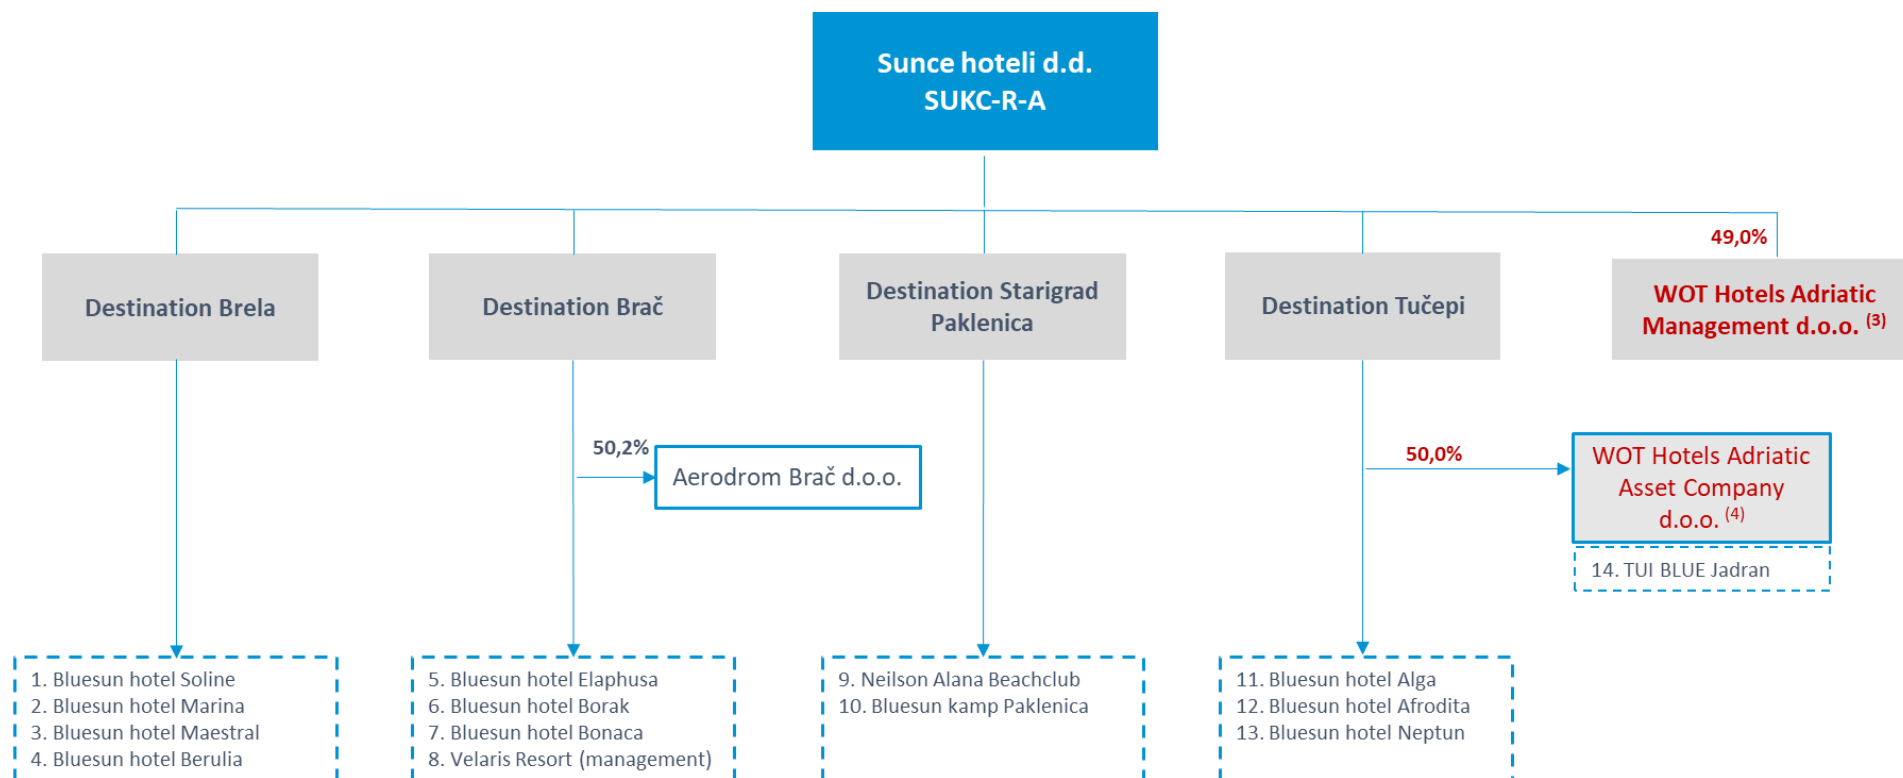 Sunce hoteli d.d.
SUKC-R-A
49,0%
Destination Brela
Destination Brač
Destination Starigrad
Paklenica
Destination Tučepi
WOT Hotels Adriatic
Management d.o.o. (3)
50,2%
Aerodrom Brač d.o.o.
50,0%
WOT Hotels Adriatic
Asset Company
d.o.o. (4)
14. TUI BLUE Jadran
1. Bluesun hotel Soline
2. Bluesun hotel Marina
3. Bluesun hotel Maestral
4. Bluesun hotel Berulia
5. Bluesun hotel Elaphusa
6. Bluesun hotel Borak
7. Bluesun hotel Bonaca
8. Velaris Resort (management)
9. Neilson Alana Beachclub
10. Bluesun kamp Paklenica
11. Bluesun hotel Alga
12. Bluesun hotel Afrodita
13. Bluesun hotel Neptun